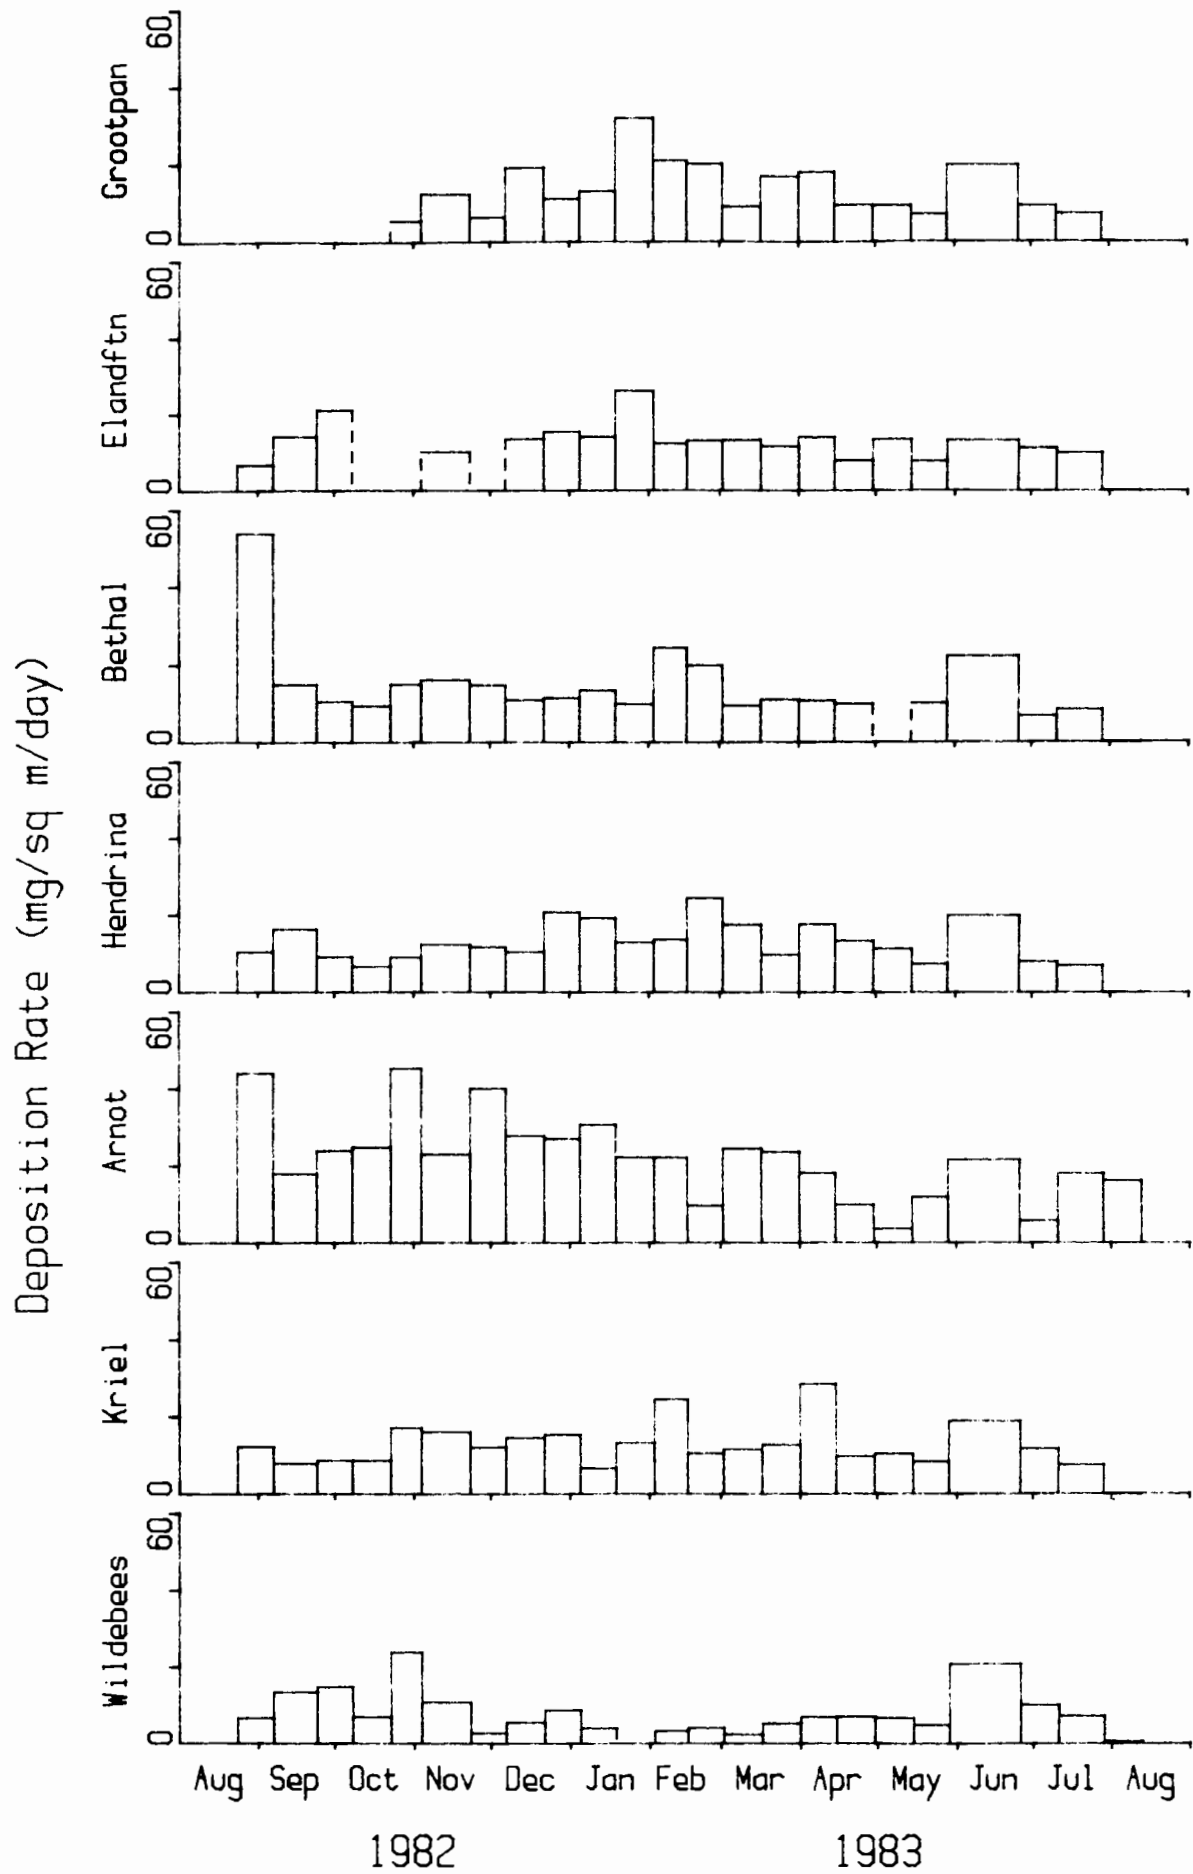 Deposition Rate (mg/sq m/day)
Grootpan
60
0
Elandftn
60
0
Bethal
60
0
Hendrina
60
0
Arnot
60
0
Kriel
60
0
Wildebees
60
0
Aug Sep Oct Nov Dec Jan Feb Mar Apr May Jun Jul Aug
1982 1983